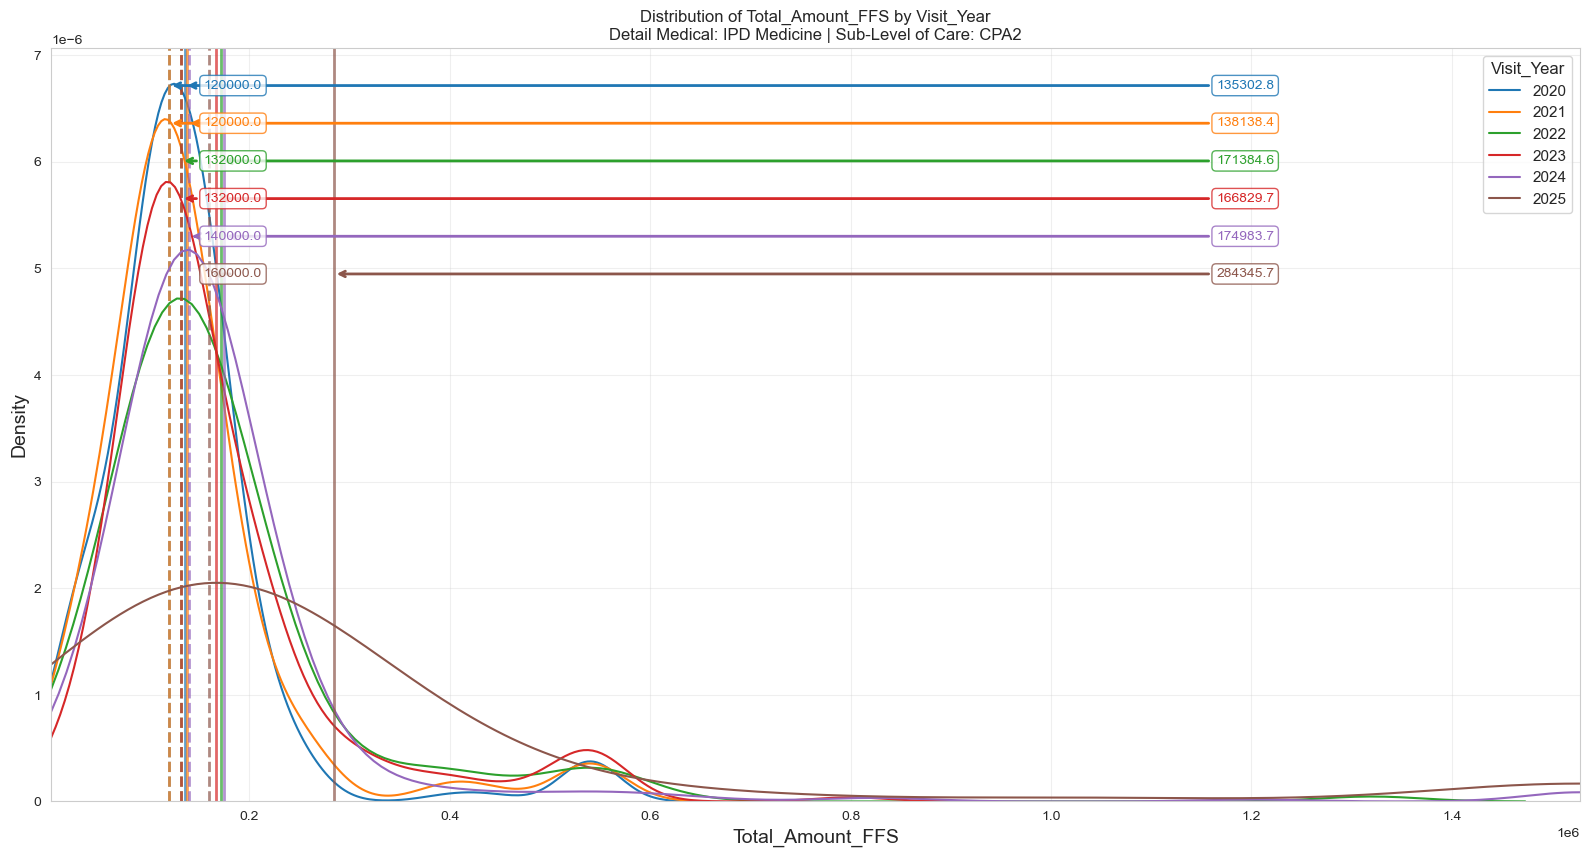 Distribution of Total_Amount_FFS by Visit_Year
Detail Medical: IPD Medicine | Sub-Level of Care: CPA2
1e−6
7
6
5
4
3
2
1
0
Density
120000.0 135302.8
120000.0 138138.4
132000.0 171384.6
132000.0 166829.7
140000.0 174983.7
160000.0 284345.7
Visit_Year
2020
2021
2022
2023
2024
2025
0.2 0.4 0.6 0.8 1.0 1.2 1.4
1e6
Total_Amount_FFS